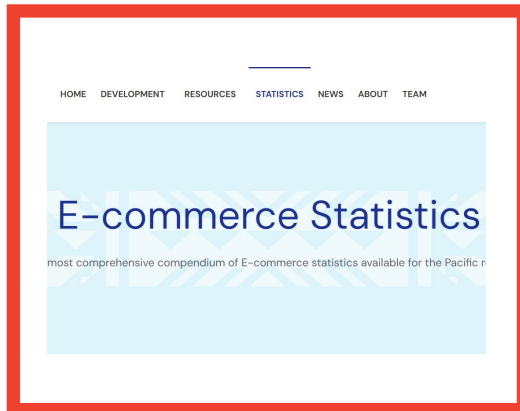 HOME DEVELOPMENT RESOURCES STATISTICS NEWS ABOUT TEAM
E-commerce Statistics
most comprehensive compendium of E-commerce statistics available for the Pacific